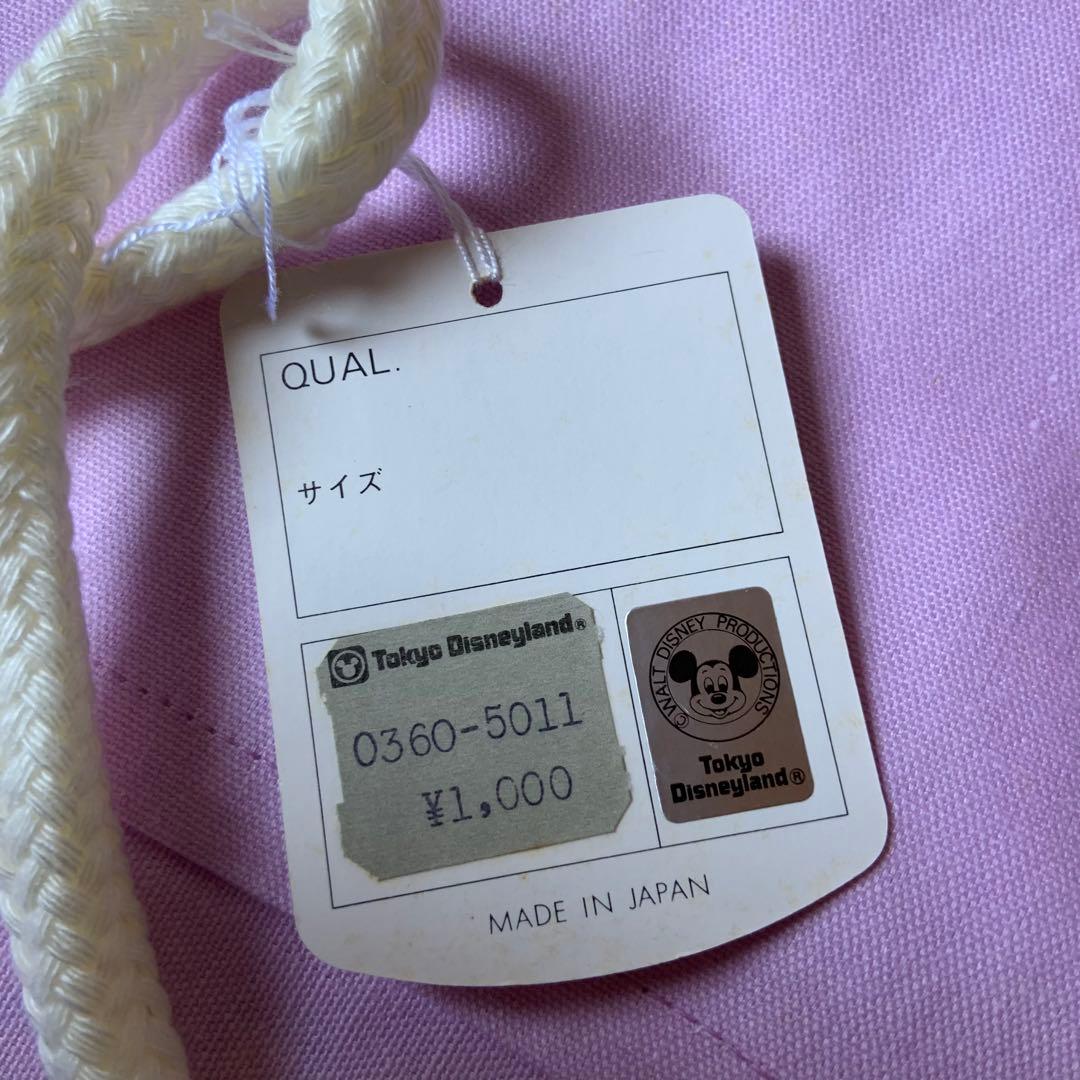 QUAL.
サイズ
Tokyo Disneyland®
0360-5011
¥1,000
©WALT DISNEY PRODUCTIONS
Tokyo
Disneyland®
MADE IN JAPAN